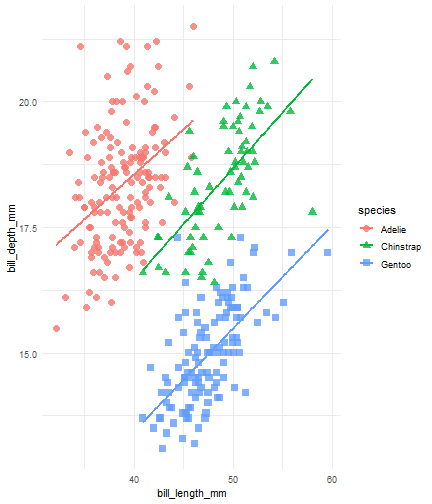 20.0
17.5
15.0
bill_depth_mm
40
50
60
bill_length_mm
species
Adelie
Chinstrap
Gentoo